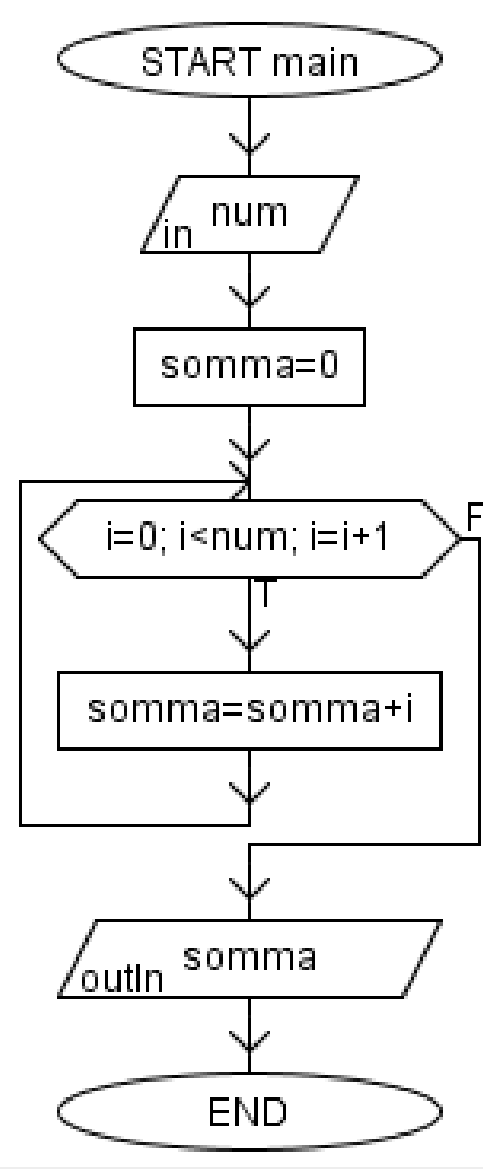 START main
num
in
somma=0
i=0; i<num; i=i+1
F
T
somma=somma+i
somma
outln
END